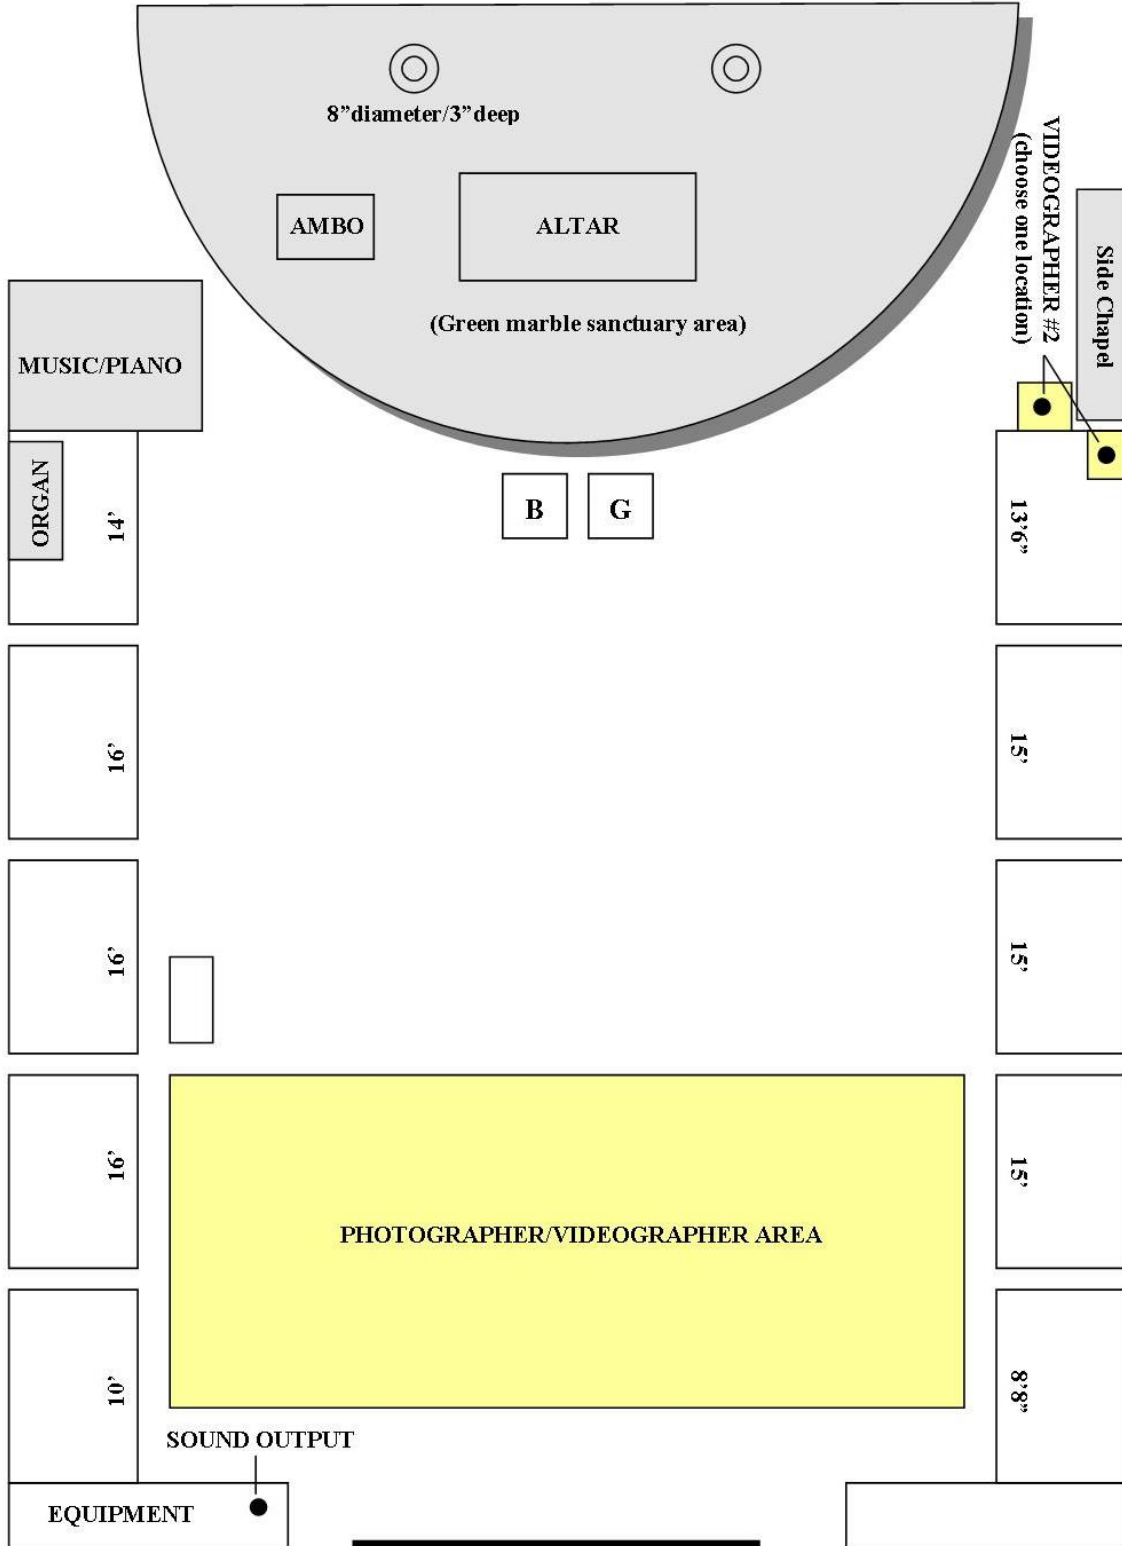 8”diameter/3”deep
VIDEOGRAPHER #2
(choose one location)
AMBO
ALTAR
Side Chapel
(Green marble sanctuary area)
MUSIC/PIANO
ORGAN
14’
B
G
13’6”
16’
15’
16’
15’
16’
15’
PHOTOGRAPHER/VIDEOGRAPHER AREA
10’
8’8”
SOUND OUTPUT
EQUIPMENT